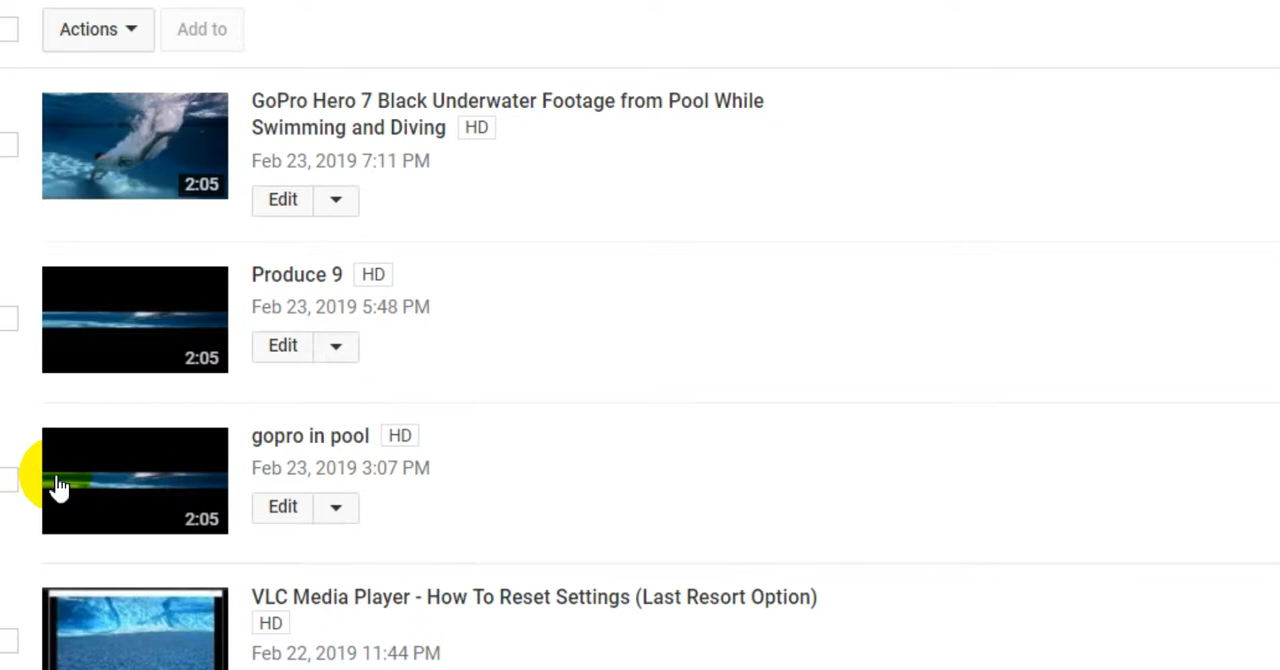 Actions
Add to
GoPro Hero 7 Black Underwater Footage from Pool While
Swimming and Diving HD
Feb 23, 2019 7:11 PM
2:05
Edit
Produce 9 HD
Feb 23, 2019 5:48 PM
2:05
Edit
gopro in pool HD
Feb 23, 2019 3:07 PM
2:05
Edit
VLC Media Player - How To Reset Settings (Last Resort Option)
HD
Feb 22, 2019 11:44 PM